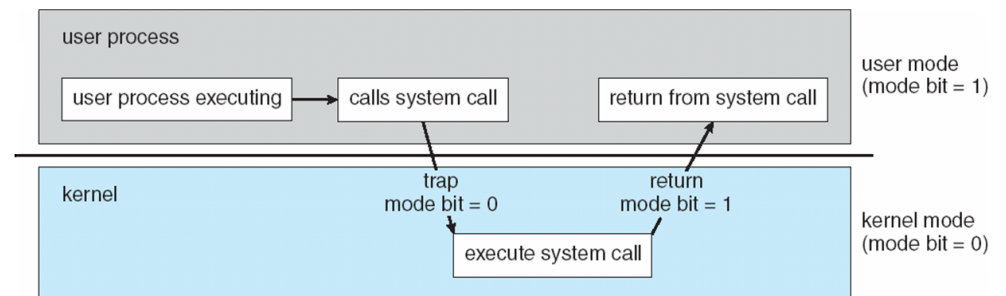 user process
user process executing
calls system call
return from system call
user mode
(mode bit = 1)
kernel
trap
mode bit = 0
return
mode bit = 1
kernel mode
(mode bit = 0)
execute system call